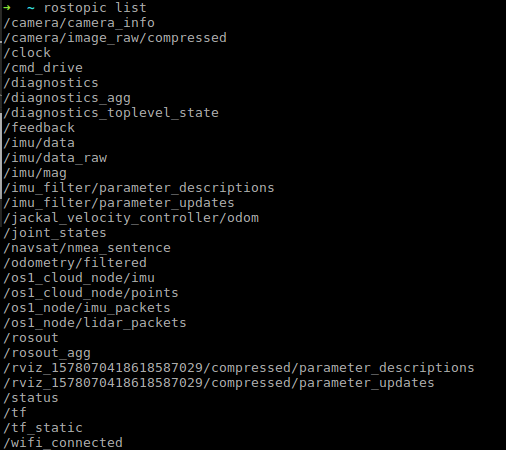 ➜  ~ rostopic list
/camera/camera_info
/camera/image_raw/compressed
/clock
/cmd_drive
/diagnostics
/diagnostics_agg
/diagnostics_toplevel_state
/feedback
/imu/data
/imu/data_raw
/imu/mag
/imu_filter/parameter_descriptions
/imu_filter/parameter_updates
/jackal_velocity_controller/odom
/joint_states
/navsat/nmea_sentence
/odometry/filtered
/os1_cloud_node/imu
/os1_cloud_node/points
/os1_node/imu_packets
/os1_node/lidar_packets
/rosout
/rosout_agg
/rviz_1578070418618587029/compressed/parameter_descriptions
/rviz_1578070418618587029/compressed/parameter_updates
/status
/tf
/tf_static
/wifi_connected